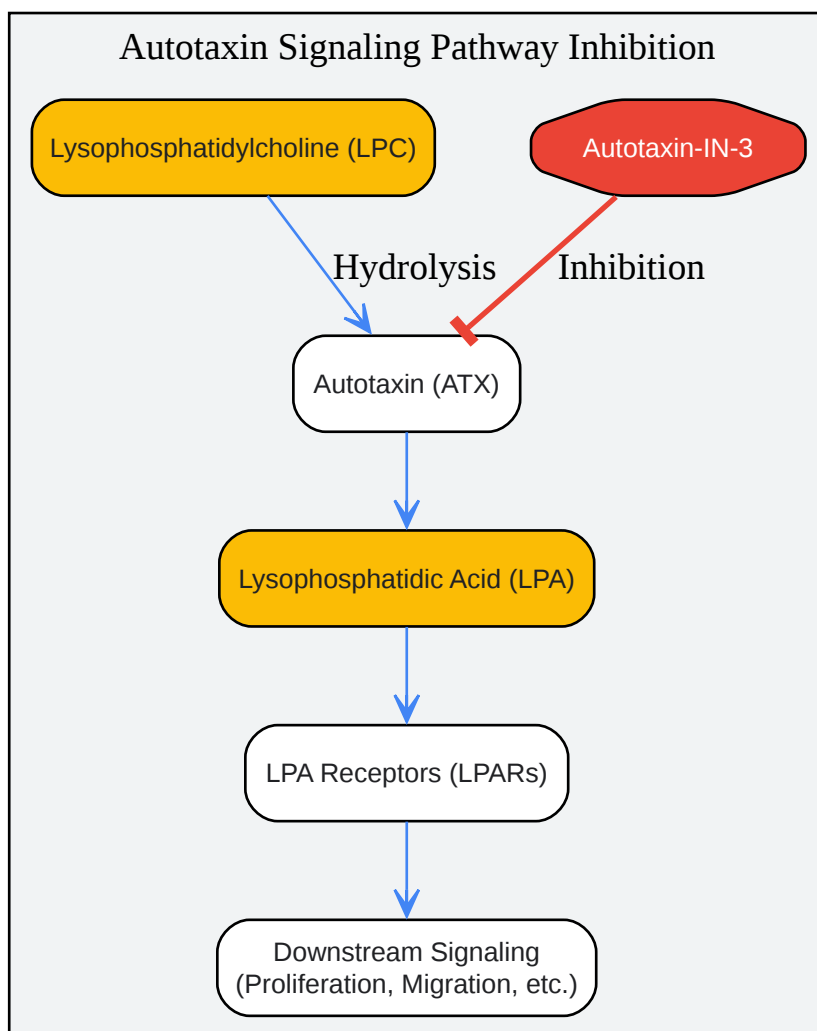 Autotaxin Signaling Pathway Inhibition
Lysophosphatidylcholine (LPC)
Autotaxin-IN-3
Hydrolysis
Inhibition
Autotaxin (ATX)
Lysophosphatidic Acid (LPA)
LPA Receptors (LPARs)
Downstream Signaling
(Proliferation, Migration, etc.)